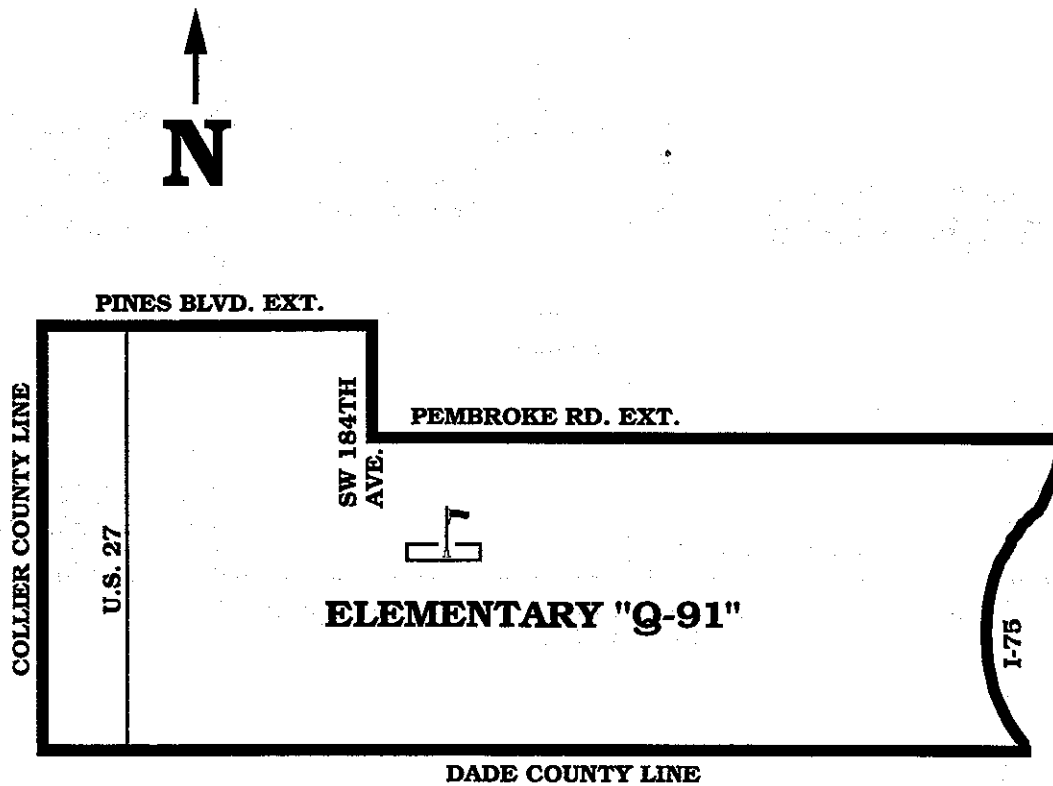 N
PINES BLVD. EXT.
COLLIER COUNTY LINE
U.S. 27
SW 184TH
AVE.
PEMBROKE RD. EXT.
ELEMENTARY "Q-91"
I-75
DADE COUNTY LINE